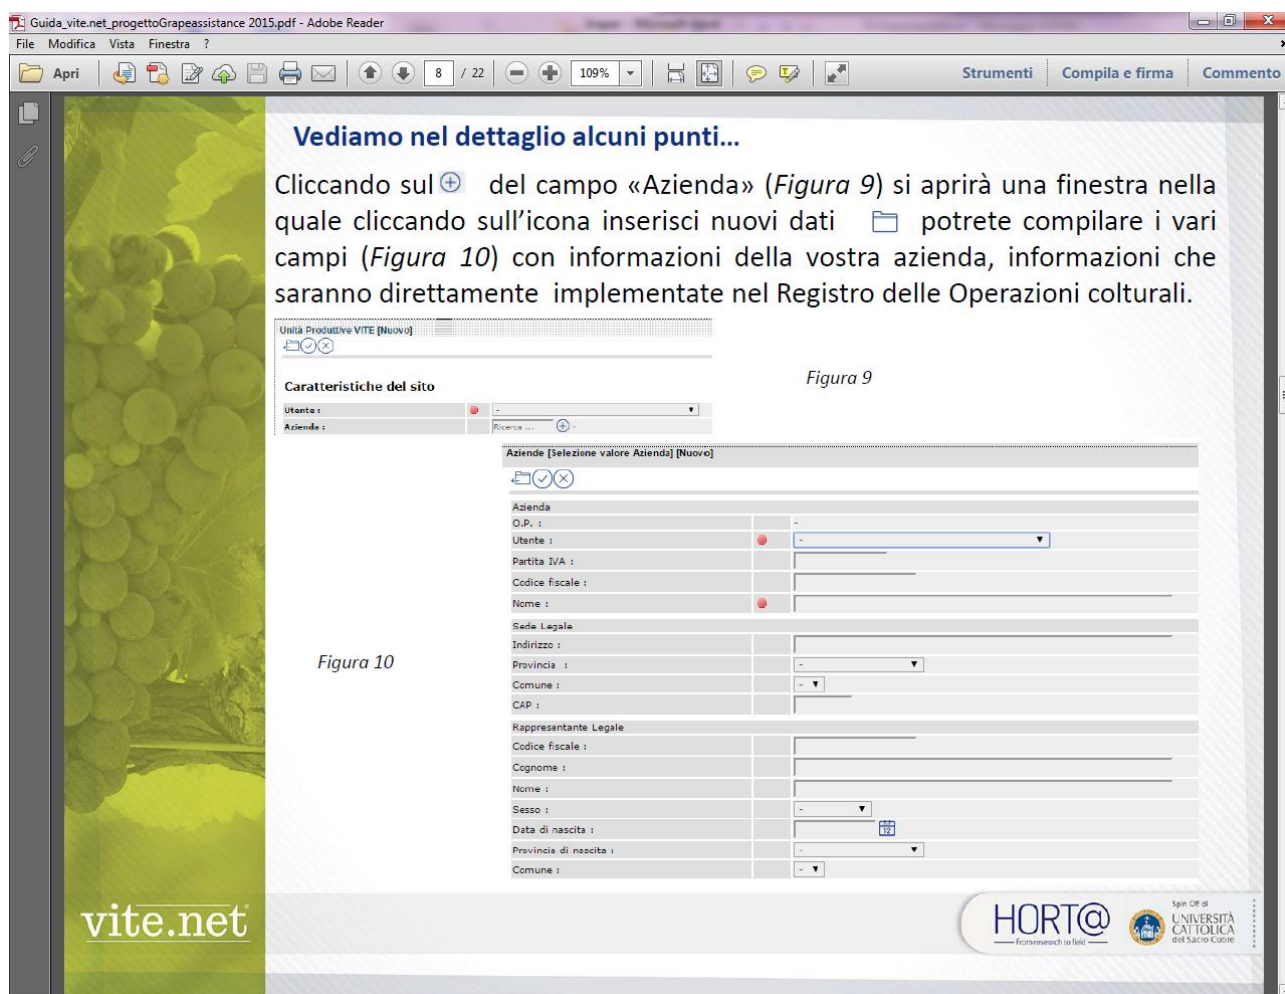 Guida_vite.net_progettoGrapeassistance 2015.pdf - Adobe Reader
File Modifica Vista Finestra ?
Apri 8 / 22 109% Strumenti Compila e firma Commento
Vediamo nel dettaglio alcuni punti...
Cliccando sul del campo «Azienda» (Figura 9) si aprirà una finestra nella
quale cliccando sull'icona inserisci nuovi dati potrete compilare i vari
campi (Figura 10) con informazioni della vostra azienda, informazioni che
saranno direttamente implementate nel Registro delle Operazioni colturali.
Unità Produttive VITE [Nuovo]
Figura 9
Caratteristiche del sito
Utente : -
Azienda : Ricerca ... -
Aziende [Selezione valore Azienda] [Nuovo]
Azienda
O.P. : -
Utente : -
Partita IVA :
Codice fiscale :
Nome :
Sede Legale
Indirizzo :
Figura 10
Provincia : -
Comune : -
CAP :
Rappresentante Legale
Codice fiscale :
Cognome :
Nome :
Sesso : -
Data di nascita : 12
Provincia di nascita : -
Comune : -
vite.net
HORT@
From research to field
Spin Off di
UNIVERSITÀ
CATTOLICA
del Sacro Cuore